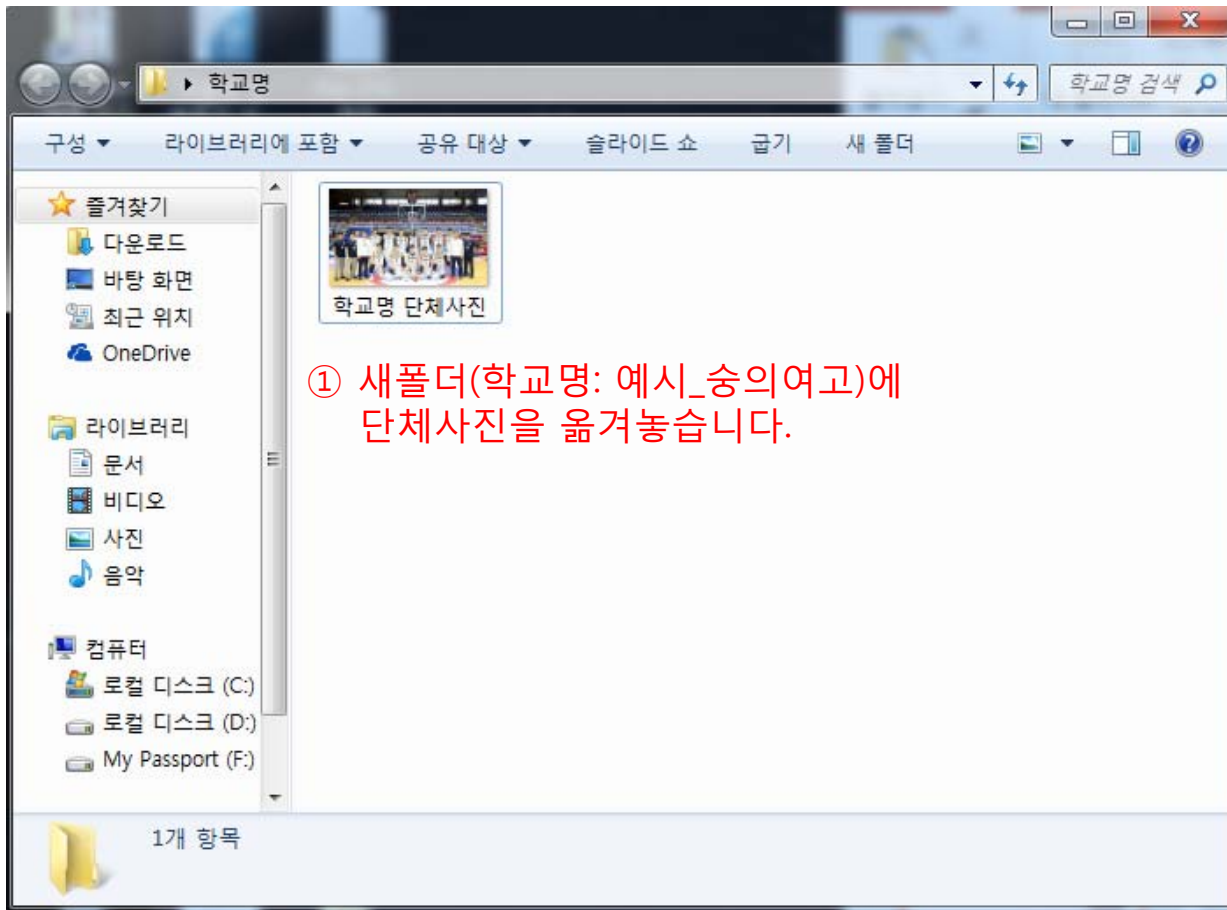 학교명
학교명 검색
구성
라이브러리에 포함
공유 대상
슬라이드 쇼
굽기
새 폴더
즐겨찾기
다운로드
바탕 화면
최근 위치
OneDrive
라이브러리
문서
비디오
사진
음악
컴퓨터
로컬 디스크 (C:)
로컬 디스크 (D:)
My Passport (F:)
학교명 단체사진
① 새폴더(학교명: 예시_숭의여고)에
단체사진을 옮겨놓습니다.
1개 항목